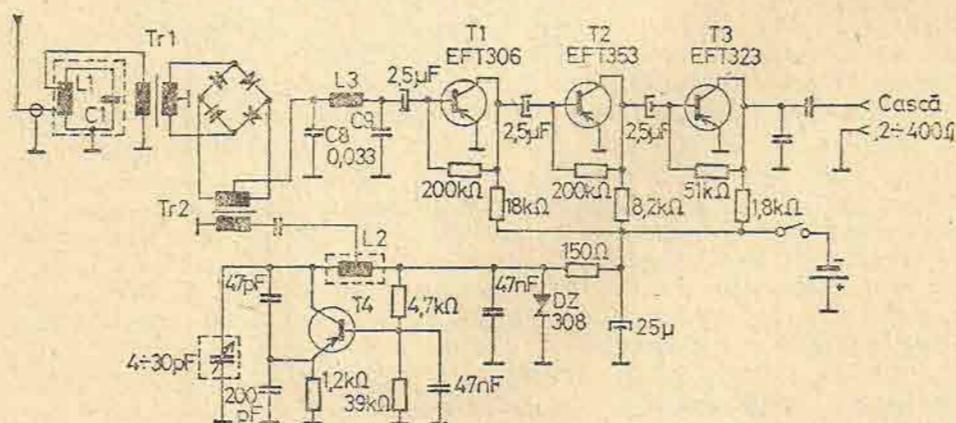 Tr1
L1
C1
L3
2,5µF
T1
EFT306
T2
EFT353
T3
EFT323
C8
0,033
C9
2,5µF
2,5µF
Cască
2÷400Ω
200kΩ
18kΩ
200kΩ
8,2kΩ
51kΩ
1,8kΩ
Tr2
L2
150Ω
47pF
T4
4,7kΩ
47nF
DZ
308
25µ
4÷30pF
200
pF
1,2kΩ
39kΩ
47nF